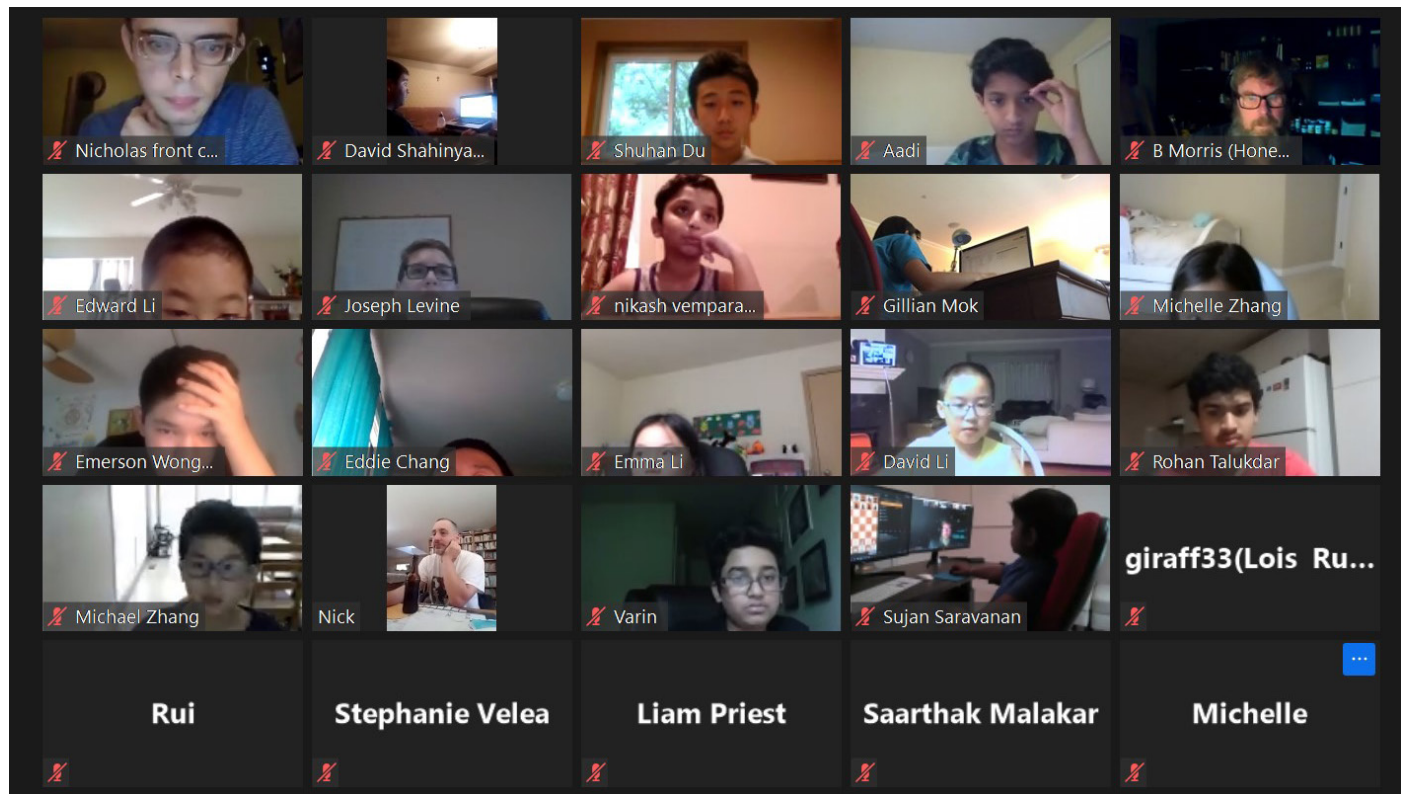 Nicholas front c...
David Shahinya...
Shuhan Du
Aadi
B Morris (Hone...
Edward Li
Joseph Levine
nikash vempara...
Gillian Mok
Michelle Zhang
Emerson Wong...
Eddie Chang
Emma Li
David Li
Rohan Talukdar
Michael Zhang
Nick
Varin
Sujan Saravanan
giraff33(Lois Ru...
Rui
Stephanie Velea
Liam Priest
Saarthak Malakar
Michelle